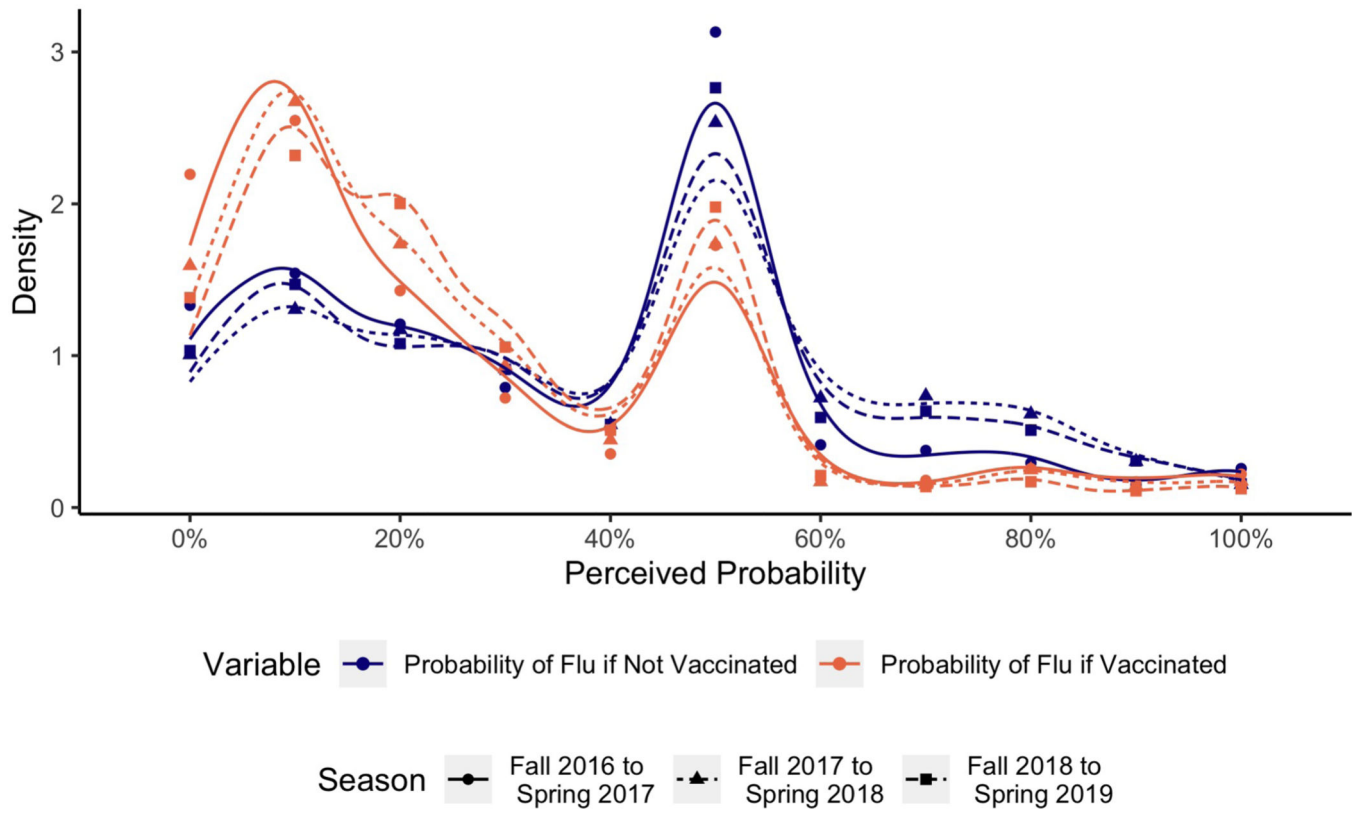 3
2
1
0
Density
0% 20% 40% 60% 80% 100%
Perceived Probability
Variable Probability of Flu if Not Vaccinated Probability of Flu if Vaccinated
Season Fall 2016 to Spring 2017 Fall 2017 to Spring 2018 Fall 2018 to Spring 2019